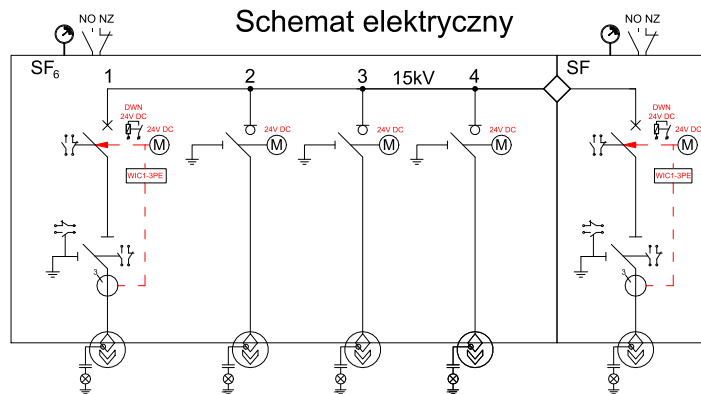 Schemat elektryczny
NO NZ
NO NZ
SF6
1
2
3
15kV
4
SF
DWN
24V DC
24V DC
M
24V DC
M
24V DC
M
24V DC
M
DWN
24V DC
24V DC
M
WIC1-3PE
WIC1-3PE
3
3